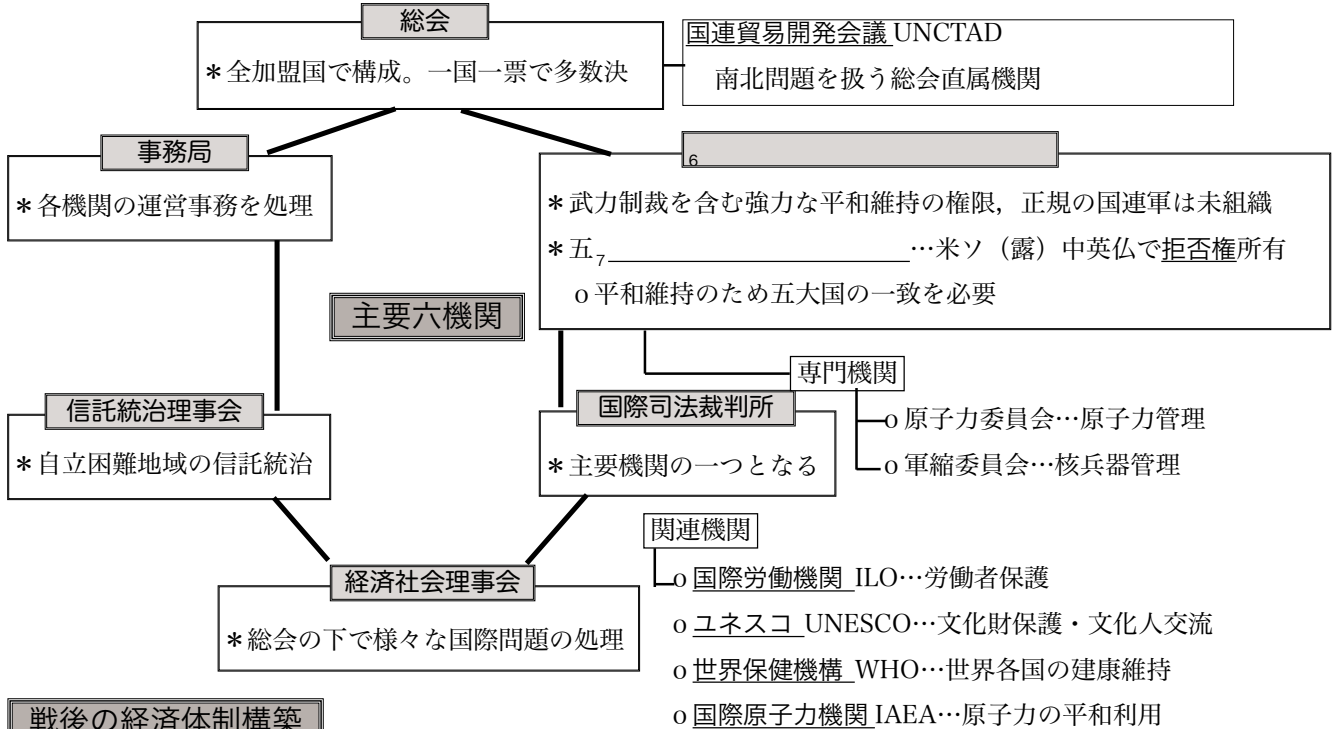 総会
＊全加盟国で構成。一国一票で多数決
国連貿易開発会議 UNCTAD
南北問題を扱う総会直属機関
事務局
＊各機関の運営事務を処理
6
＊武力制裁を含む強力な平和維持の権限，正規の国連軍は未組織
＊五7＿＿＿＿＿＿＿＿＿＿…米ソ（露）中英仏で拒否権所有
o 平和維持のため五大国の一致を必要
主要六機関
専門機関
o 原子力委員会…原子力管理
o 軍縮委員会…核兵器管理
信託統治理事会
＊自立困難地域の信託統治
国際司法裁判所
＊主要機関の一つとなる
関連機関
o 国際労働機関 ILO…労働者保護
o ユネスコ UNESCO…文化財保護・文化人交流
o 世界保健機構 WHO…世界各国の建康維持
o 国際原子力機関 IAEA…原子力の平和利用
経済社会理事会
＊総会の下で様々な国際問題の処理
戦後の経済体制構築